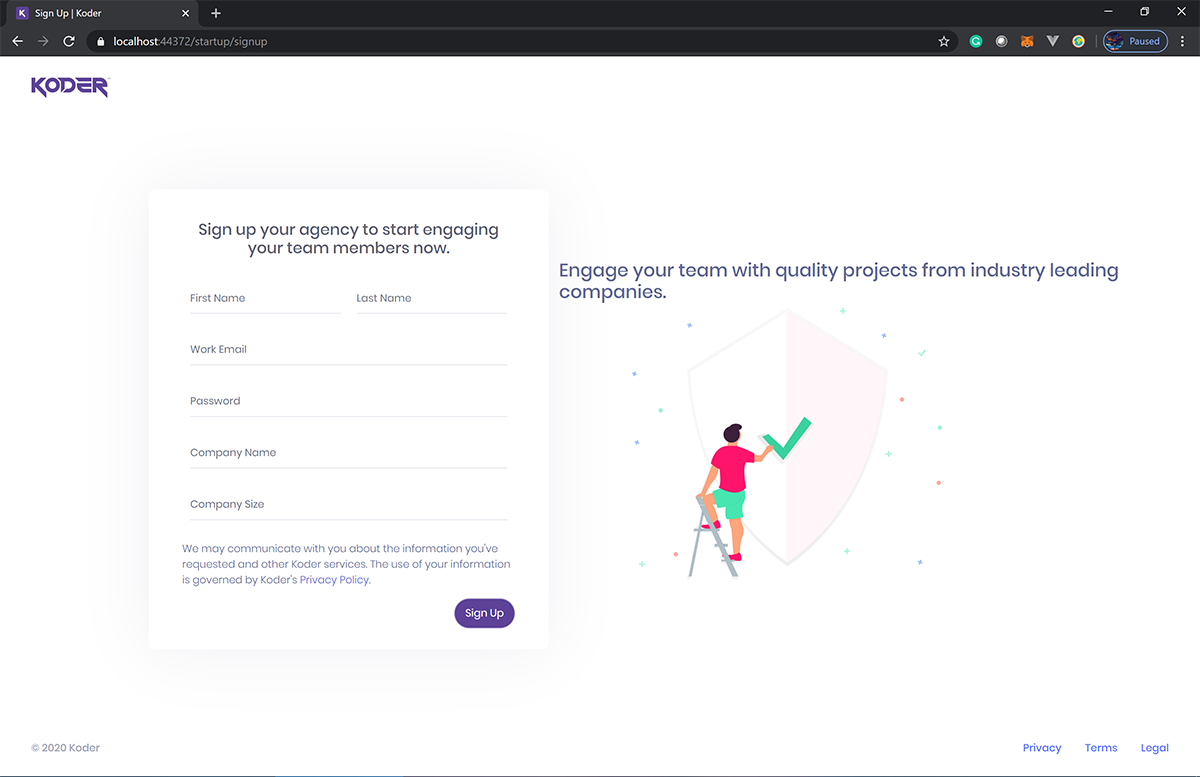 Sign Up | Koder
localhost:44372/startup/signup
Paused
KODER
Sign up your agency to start engaging
your team members now.
First Name
Last Name
Work Email
Password
Company Name
Company Size
We may communicate with you about the information you've
requested and other Koder services. The use of your information
is governed by Koder's Privacy Policy.
Sign Up
Engage your team with quality projects from industry leading
companies.
© 2020 Koder
Privacy
Terms
Legal